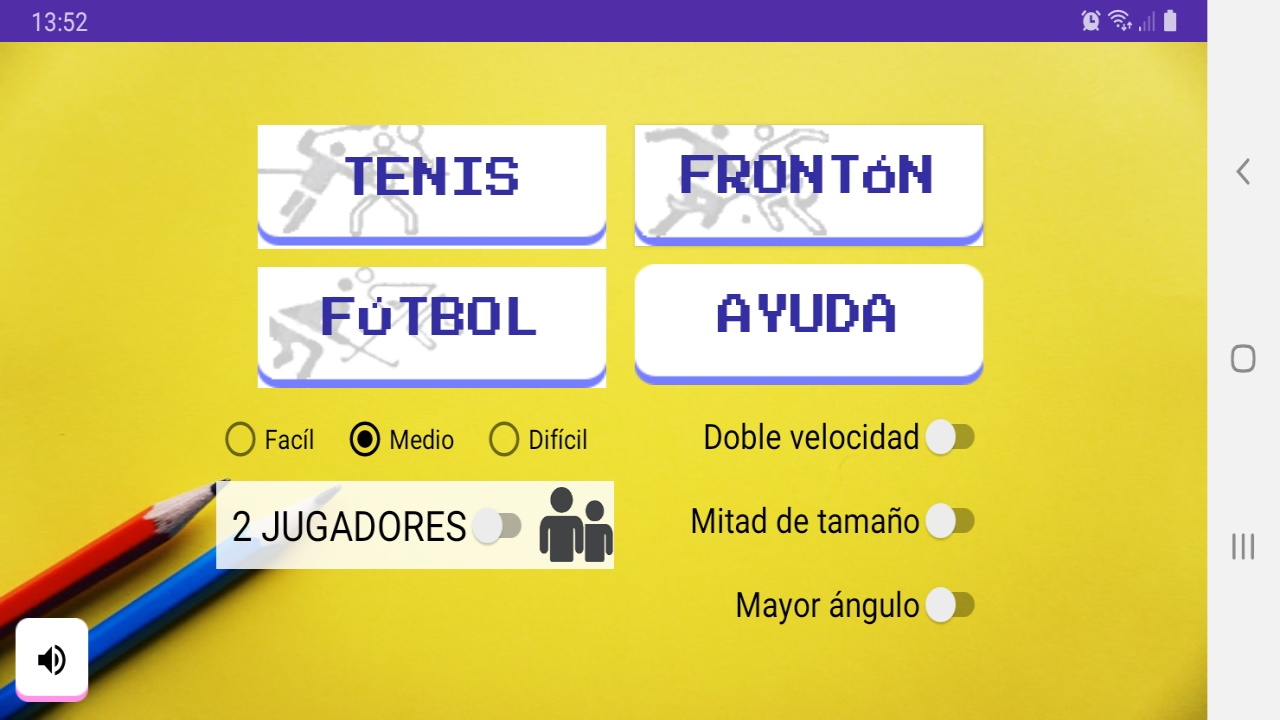 13:52
TENIS
FRONTóN
FúTBOL
AYUDA
Facíl
Medio
Difícil
Doble velocidad
2 JUGADORES
Mitad de tamaño
Mayor ángulo